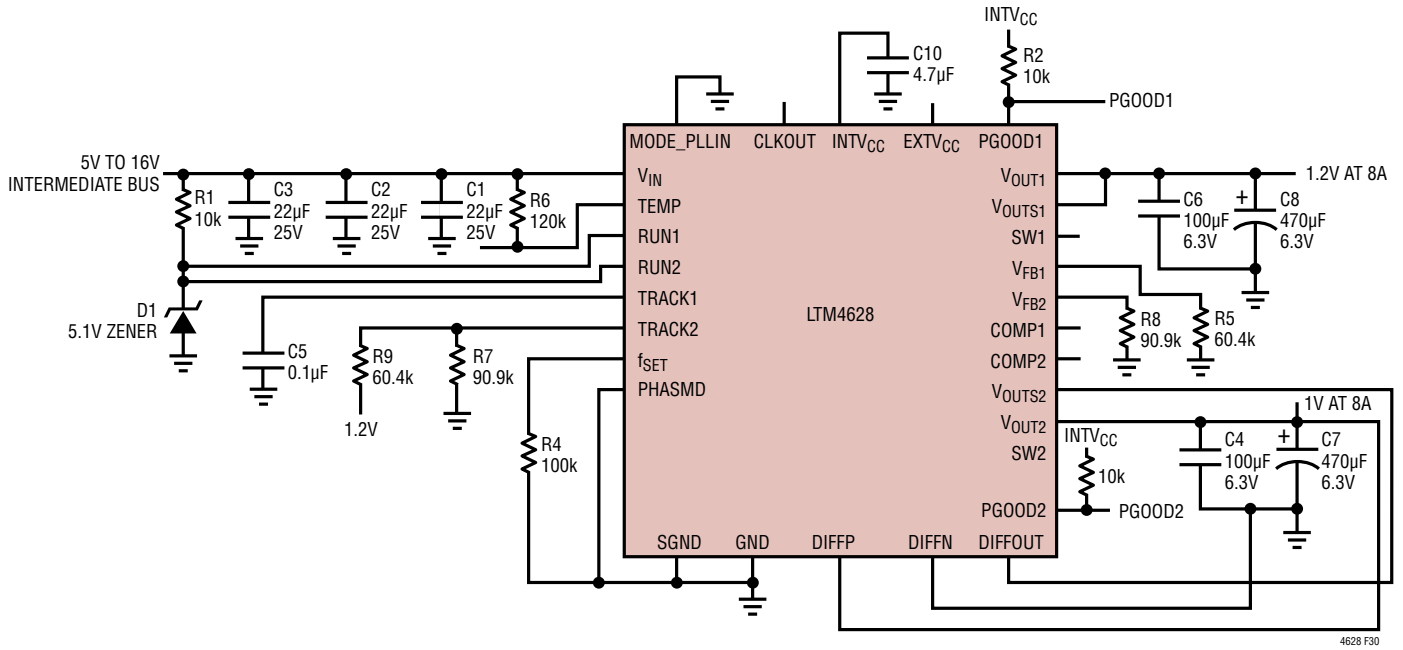 INTVCC
R2
10k
C10
4.7µF
PGOOD1
MODE_PLLIN
CLKOUT
INTVCC
EXTVCC
PGOOD1
5V TO 16V
INTERMEDIATE BUS
R1
10k
C3
22µF
25V
C2
22µF
25V
C1
22µF
25V
R6
120k
VIN
TEMP
RUN1
RUN2
TRACK1
TRACK2
fSET
PHASMD
LTM4628
VOUT1
VOUTS1
SW1
VFB1
VFB2
COMP1
COMP2
VOUTS2
VOUT2
SW2
PGOOD2
1.2V AT 8A
C6
100µF
6.3V
+
C8
470µF
6.3V
D1
5.1V ZENER
C5
0.1µF
R9
60.4k
1.2V
R7
90.9k
R4
100k
R8
90.9k
R5
60.4k
1V AT 8A
INTVCC
10k
PGOOD2
C4
100µF
6.3V
+
C7
470µF
6.3V
SGND
GND
DIFFP
DIFFN
DIFFOUT
4628 F30